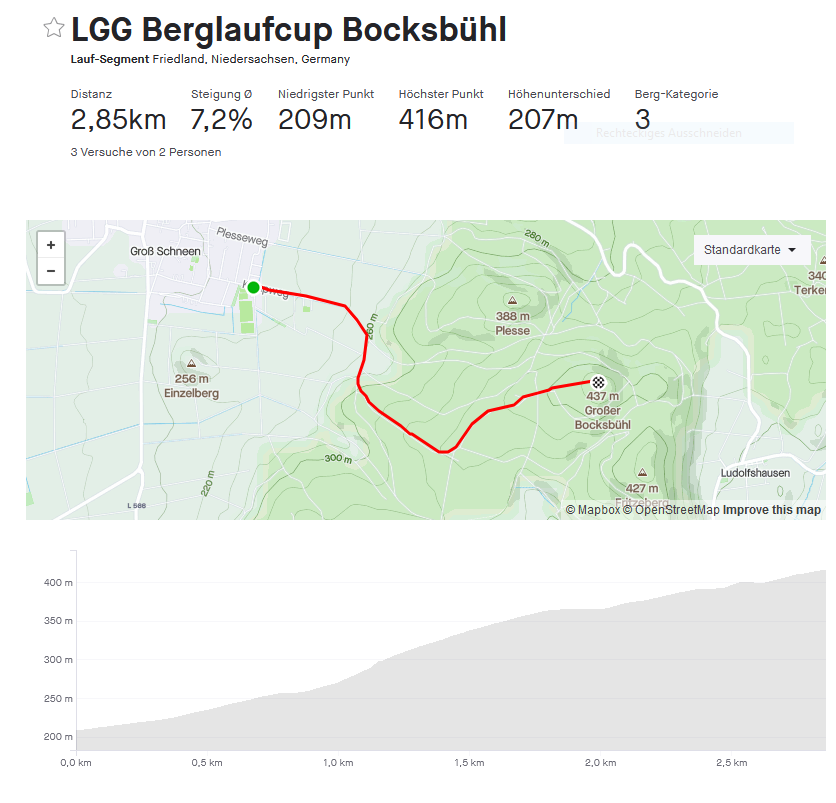 LGG Berglaufcup Bocksbühl
Lauf-Segment Friedland, Niedersachsen, Germany
Distanz Steigung Ø Niedrigster Punkt Höchster Punkt Höhenunterschied Berg-Kategorie
2,85km 7,2% 209m 416m 207m 3
Rechteckiges Ausschneiden
3 Versuche von 2 Personen
Plesseweg
280 m
+
Groß Schneen
Standardkarte
−
388 m
Plesse
260 m
256 m
Einzelberg
437 m
Großer
Bocksbühl
300 m
220 m
Ludolfshausen
427 m
Fritzeberg
L 566
© Mapbox © OpenStreetMap Improve this map
400 m
350 m
300 m
250 m
200 m
0,0 km 0,5 km 1,0 km 1,5 km 2,0 km 2,5 km